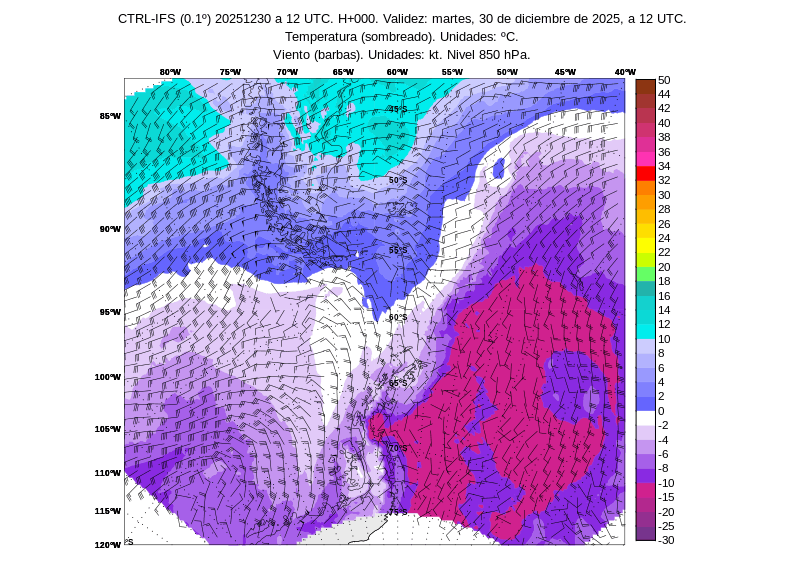 CTRL-IFS (0.1º) 20251230 a 12 UTC. H+000. Validez: martes, 30 de diciembre de 2025, a 12 UTC.
Temperatura (sombreado). Unidades: ºC.
Viento (barbas). Unidades: kt. Nivel 850 hPa.
80°W 75°W 70°W 65°W 60°W 55°W 50°W 45°W 40°W
85°W
90°W
95°W
100°W
105°W
110°W
115°W
120°W
45°S
50°S
55°S
60°S
65°S
70°S
75°S
°S
50
44
42
40
38
36
34
32
30
28
26
24
22
20
18
16
14
12
10
8
6
4
2
0
-2
-4
-6
-8
-10
-15
-20
-25
-30